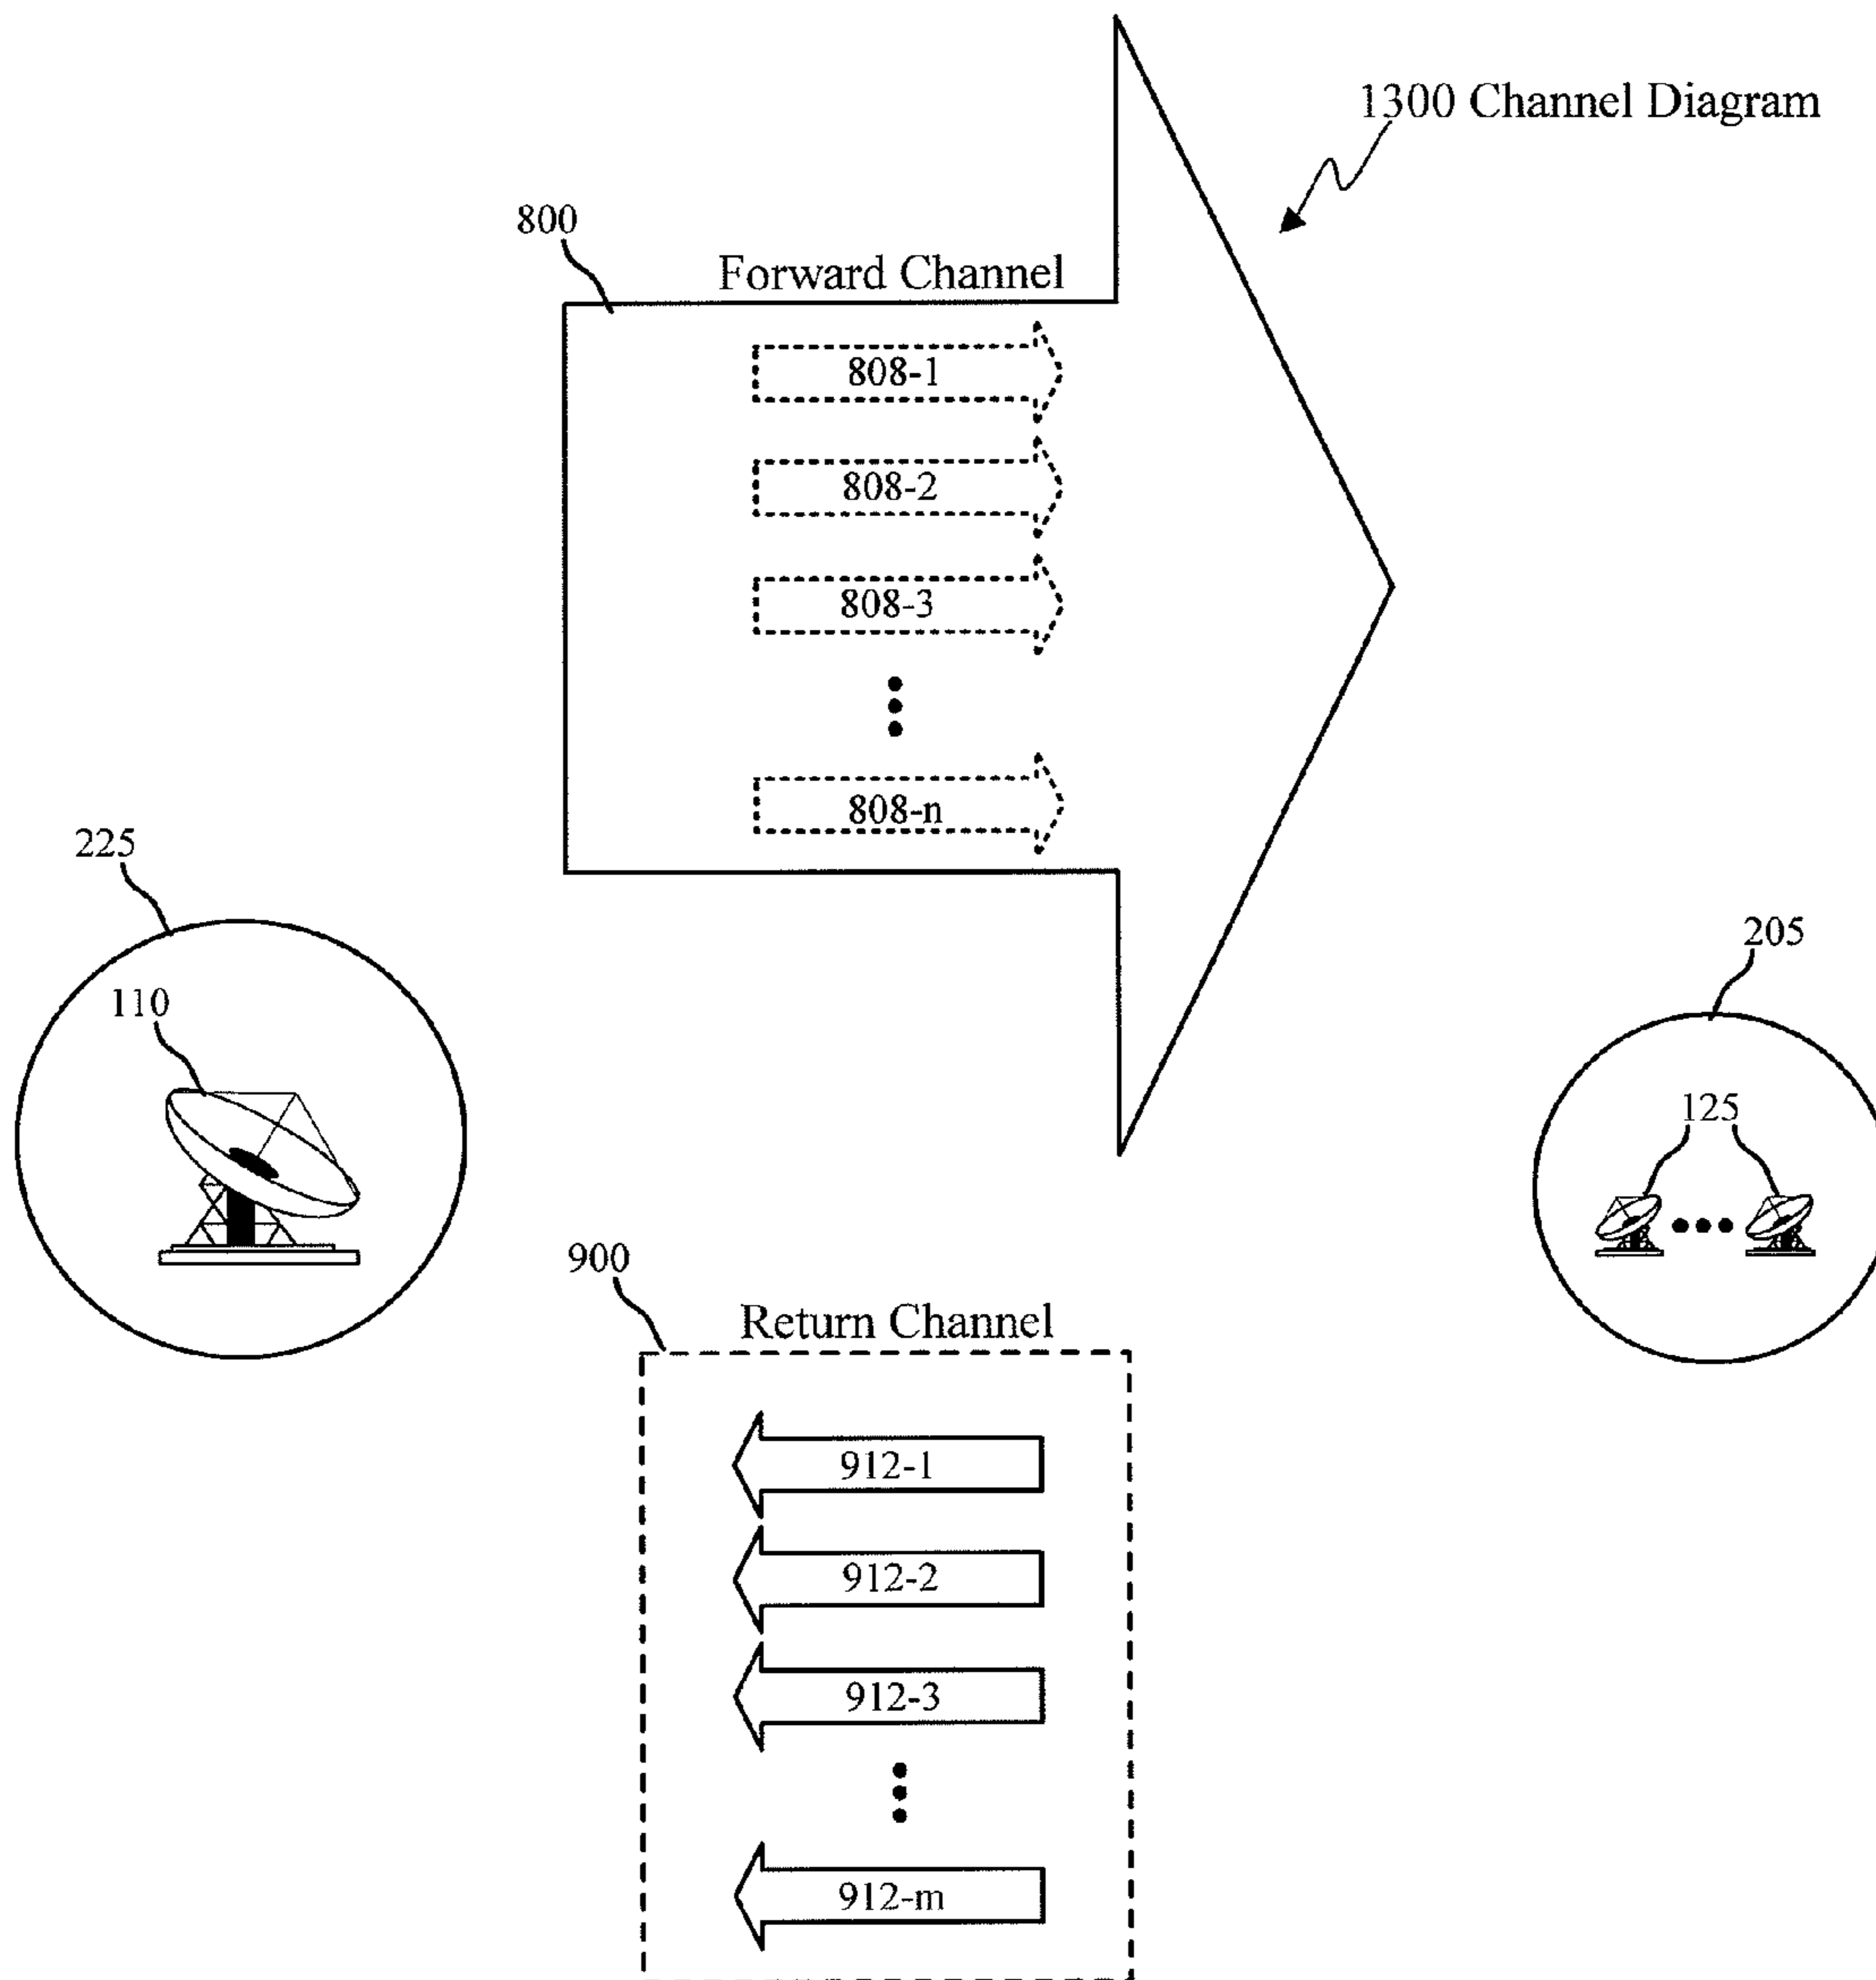 1300 Channel Diagram
800
Forward Channel
808-1
808-2
808-3
808-n
225
110
205
125
900
Return Channel
912-1
912-2
912-3
912-m